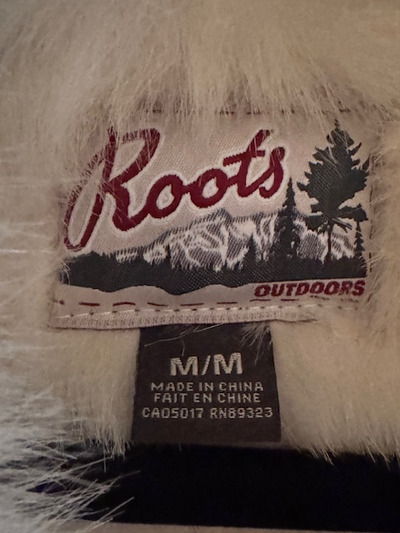 Roots
OUTDOORS
M/M
MADE IN CHINA
FAIT EN CHINE
CA05017 RN89323